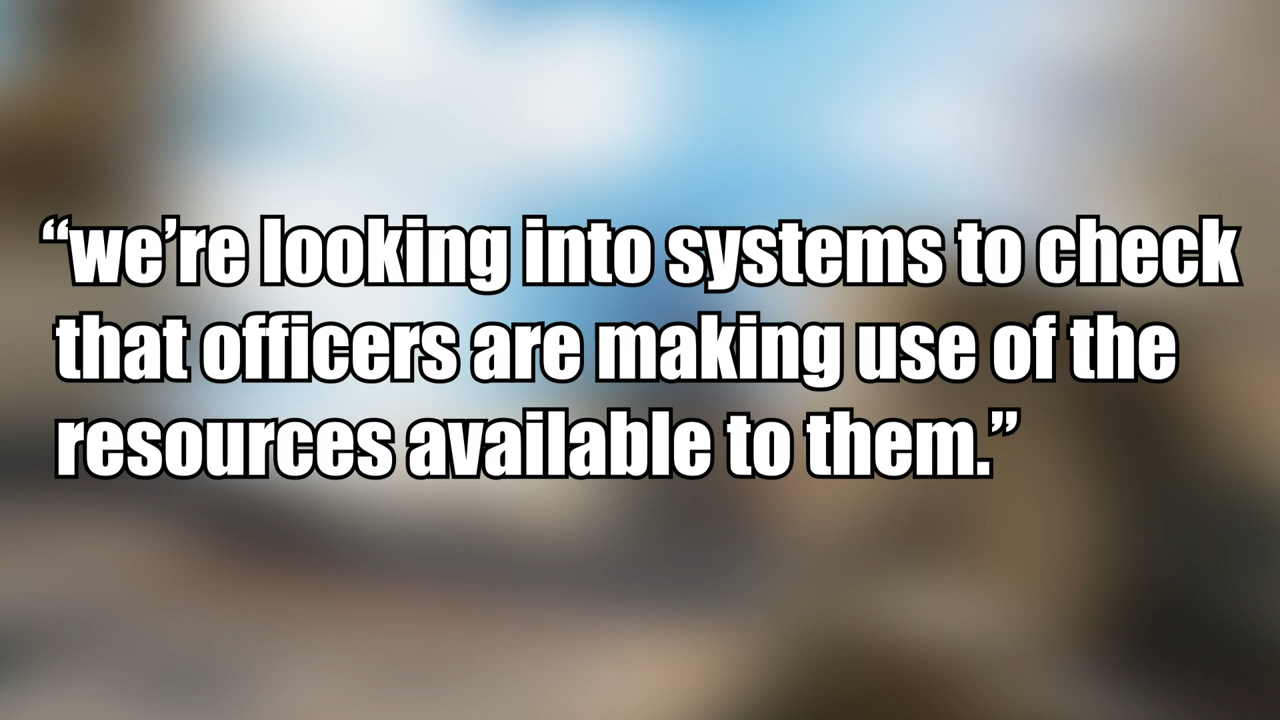 “we’re looking into systems to check
that officers are making use of the
resources available to them.”